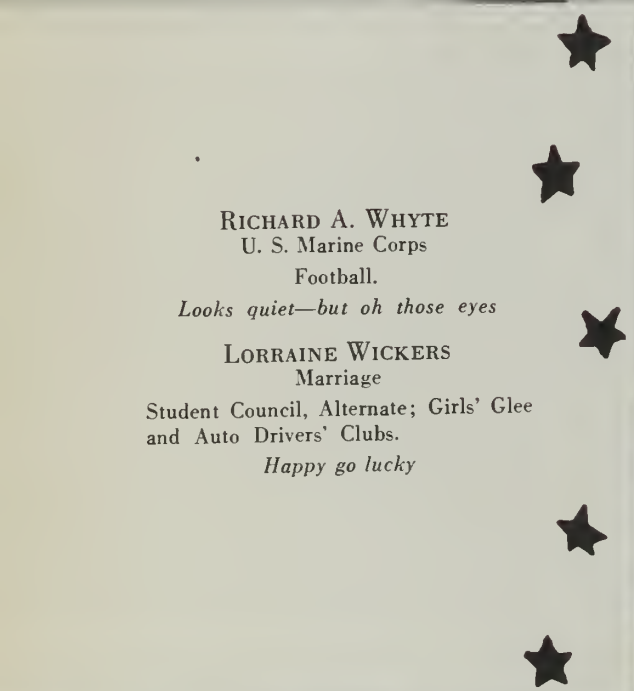 RICHARD A. WHYTE
U. S. Marine Corps
Football.
Looks quiet—but oh those eyes
LORRAINE WICKERS
Marriage
Student Council, Alternate; Girls' Glee
and Auto Drivers' Clubs.
Happy go lucky